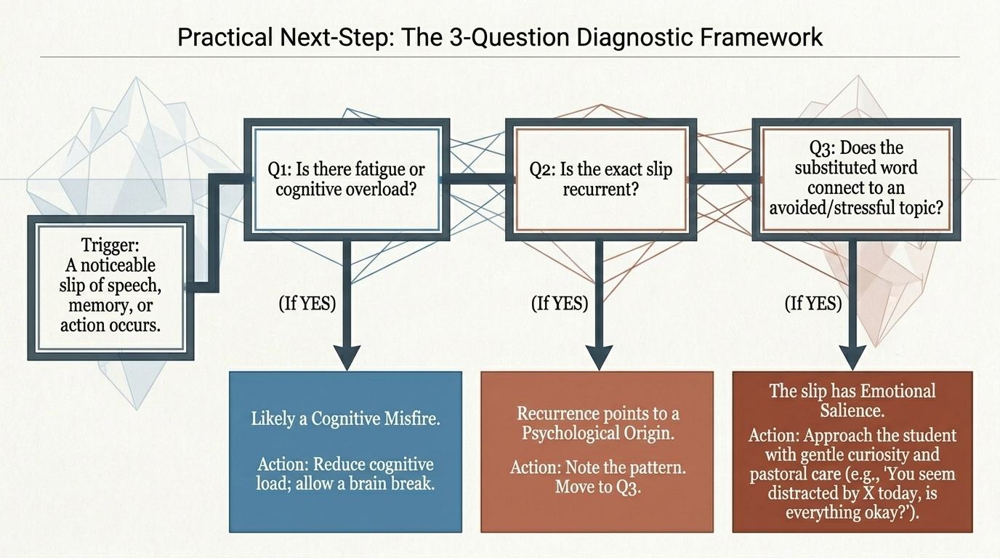 Practical Next-Step: The 3-Question Diagnostic Framework
Trigger:
A noticeable
slip of speech,
memory, or
action occurs.
Q1: Is there fatigue or
cognitive overload?
Q2: Is the exact slip
recurrent?
Q3: Does the
substituted word
connect to an
avoided/stressful topic?
(If YES)
(If YES)
(If YES)
Likely a Cognitive Misfire.
Action: Reduce cognitive
load; allow a brain break.
Recurrence points to a
Psychological Origin.
Action: Note the pattern.
Move to Q3.
The slip has Emotional
Salience.
Action: Approach the student
with gentle curiosity and
pastoral care (e.g., 'You seem
distracted by X today, is
everything okay?').